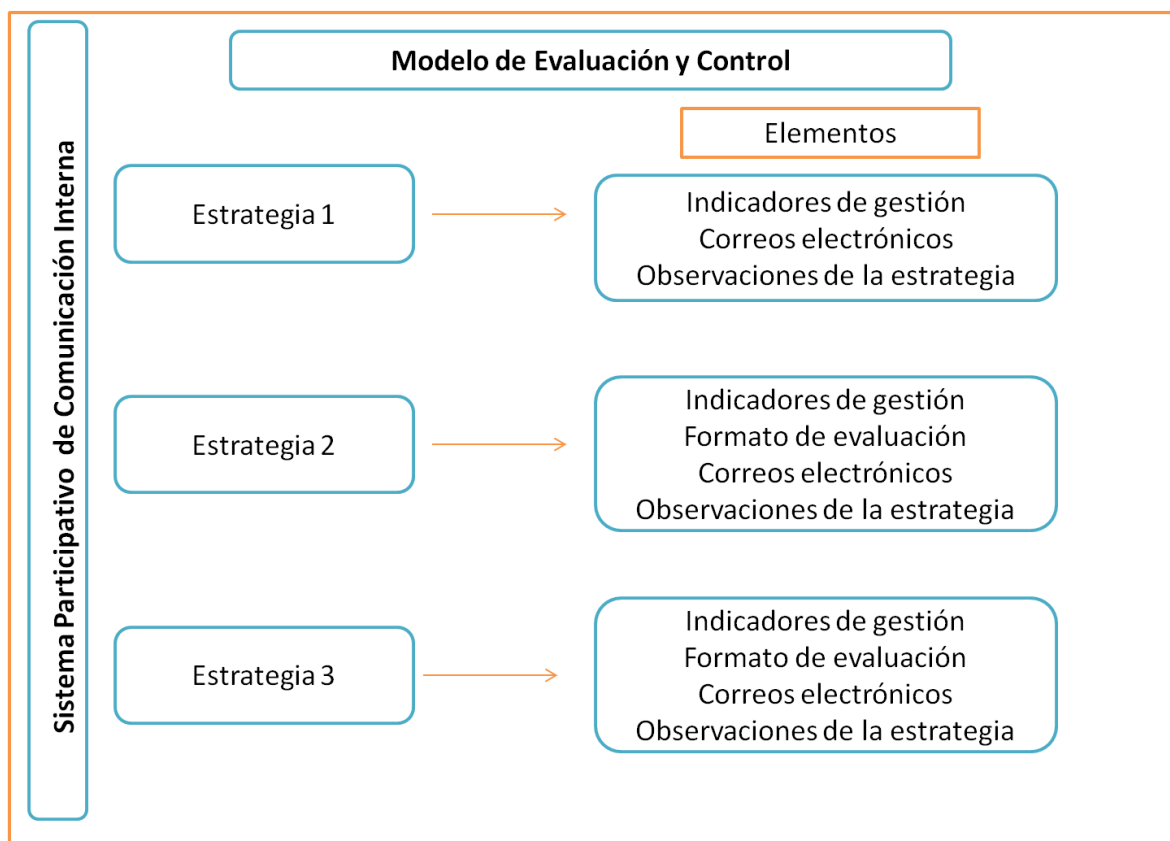 Sistema Participativo de Comunicación Interna
Modelo de Evaluación y Control
Elementos
Estrategia 1
Indicadores de gestión
Correos electrónicos
Observaciones de la estrategia
Estrategia 2
Indicadores de gestión
Formato de evaluación
Correos electrónicos
Observaciones de la estrategia
Estrategia 3
Indicadores de gestión
Formato de evaluación
Correos electrónicos
Observaciones de la estrategia